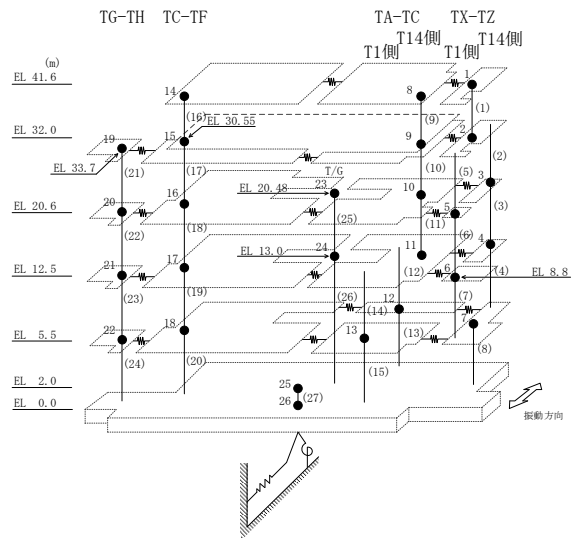 TG-TH TC-TF TA-TC TX-TZ
T14側 T14側
T1側 T1側
(m)
EL 41.6
14 8 1
(16) (9) (1)
EL 32.0 EL 30.55
19 15 9 2
EL 33.7 (21) (17) (10) (2)
T/G
EL 20.48 23 (5) 3
EL 20.6
20 16 10 5
(22) (18) (25) (11) (3)
EL 13.0 24 11 (6) 4
EL 12.5
21 17 6 (4) EL 8.8
(23) (19) (12)
(26) (14) 12 (7)
EL 5.5
22 18 13 (13) 7
(24) (20) (15) (8)
EL 2.0
25
EL 0.0
26 (27)
振動方向